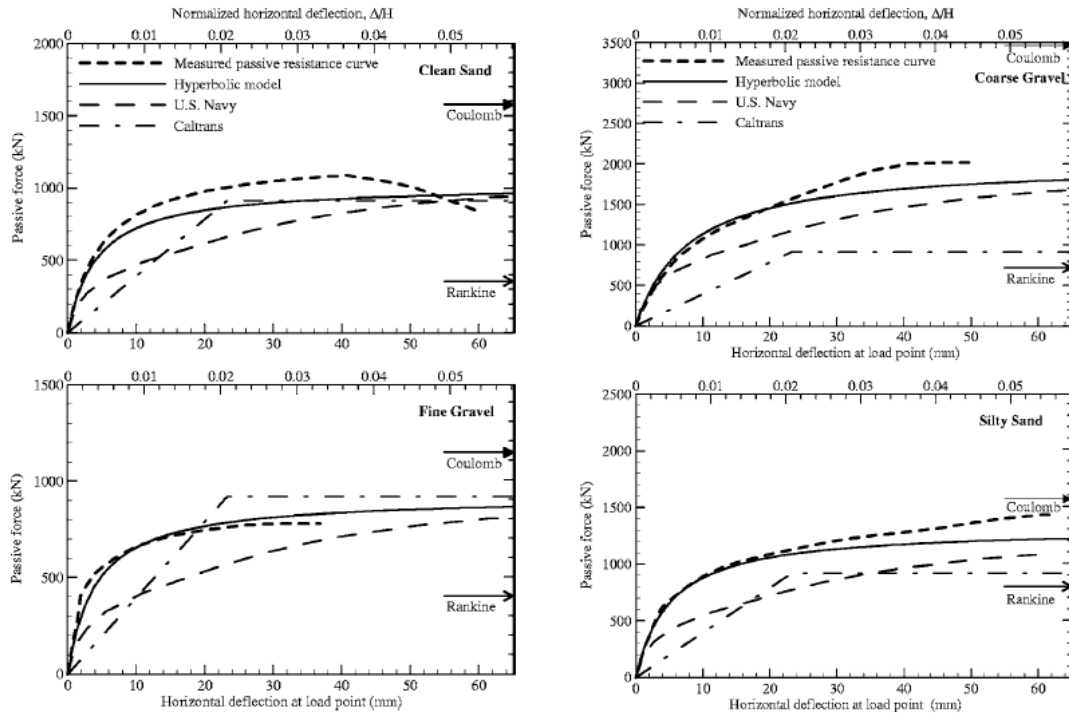 Normalized horizontal deflection, Δ/H
0 0.01 0.02 0.03 0.04 0.05
2000
1500
1000
500
0
Passive force (kN)
Measured passive resistance curve
Hyperbolic model
U.S. Navy
Caltrans
Clean Sand
Coulomb
Rankine
0 10 20 30 40 50 60
Normalized horizontal deflection, Δ/H
0 0.01 0.02 0.03 0.04 0.05
3500
3000
2500
2000
1500
1000
500
0
Passive force (kN)
Measured passive resistance curve
Hyperbolic model
U.S. Navy
Caltrans
Coulomb
Coarse Gravel
Rankine
0 10 20 30 40 50 60
Horizontal deflection at load point (mm)
0 0.01 0.02 0.03 0.04 0.05
1500
1000
500
0
Passive force (kN)
Fine Gravel
Coulomb
Rankine
0 10 20 30 40 50 60
Horizontal deflection at load point (mm)
0 0.01 0.02 0.03 0.04 0.05
2500
2000
1500
1000
500
0
Passive force (kN)
Silty Sand
Coulomb
Rankine
0 10 20 30 40 50 60
Horizontal deflection at load point (mm)